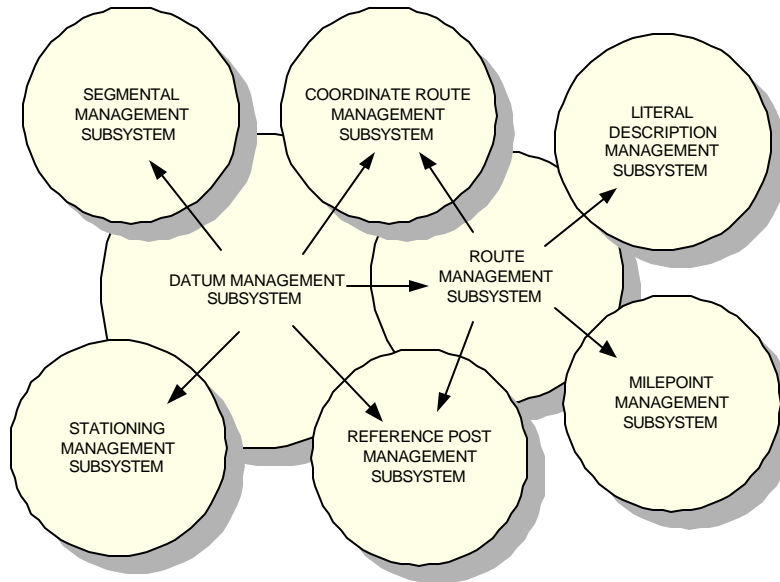 SEGMENTAL
MANAGEMENT
SUBSYSTEM
COORDINATE ROUTE
MANAGEMENT
SUBSYSTEM
LITERAL
DESCRIPTION
MANAGEMENT
SUBSYSTEM
DATUM MANAGEMENT
SUBSYSTEM
ROUTE
MANAGEMENT
SUBSYSTEM
STATIONING
MANAGEMENT
SUBSYSTEM
REFERENCE POST
MANAGEMENT
SUBSYSTEM
MILEPOINT
MANAGEMENT
SUBSYSTEM